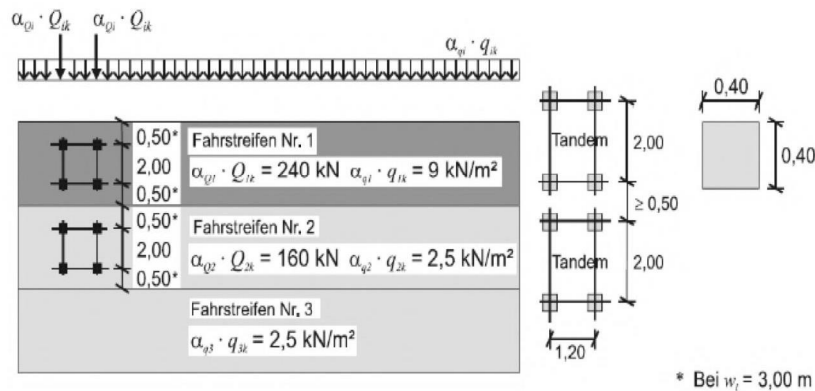 α_Qi · Q_ik α_Qi · Q_ik
α_qi · q_ik
0,50*
2,00
0,50*
Fahrstreifen Nr. 1
α_Q1 · Q_1k = 240 kN α_q1 · q_1k = 9 kN/m²
0,50*
2,00
0,50*
Fahrstreifen Nr. 2
α_Q2 · Q_2k = 160 kN α_q2 · q_2k = 2,5 kN/m²
Fahrstreifen Nr. 3
α_q3 · q_3k = 2,5 kN/m²
Tandem
2,00
≥ 0,50
Tandem
2,00
1,20
0,40
0,40
* Bei w_l = 3,00 m